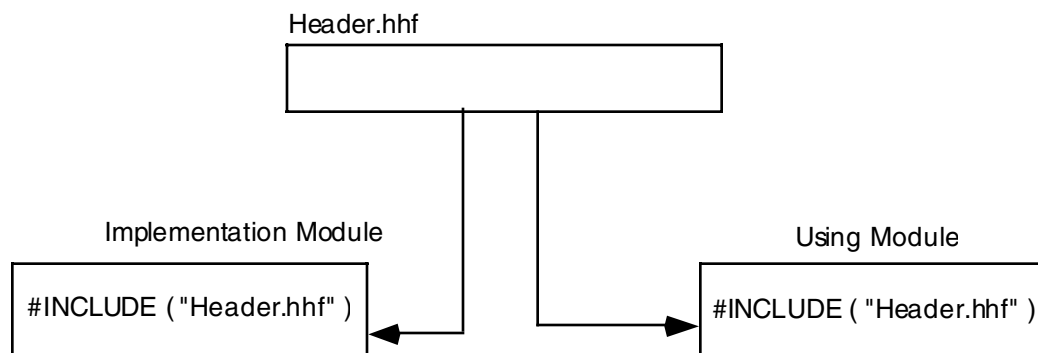 Header.hhf
Implementation Module
Using Module
#INCLUDE ( "Header.hhf" )
#INCLUDE ( "Header.hhf" )